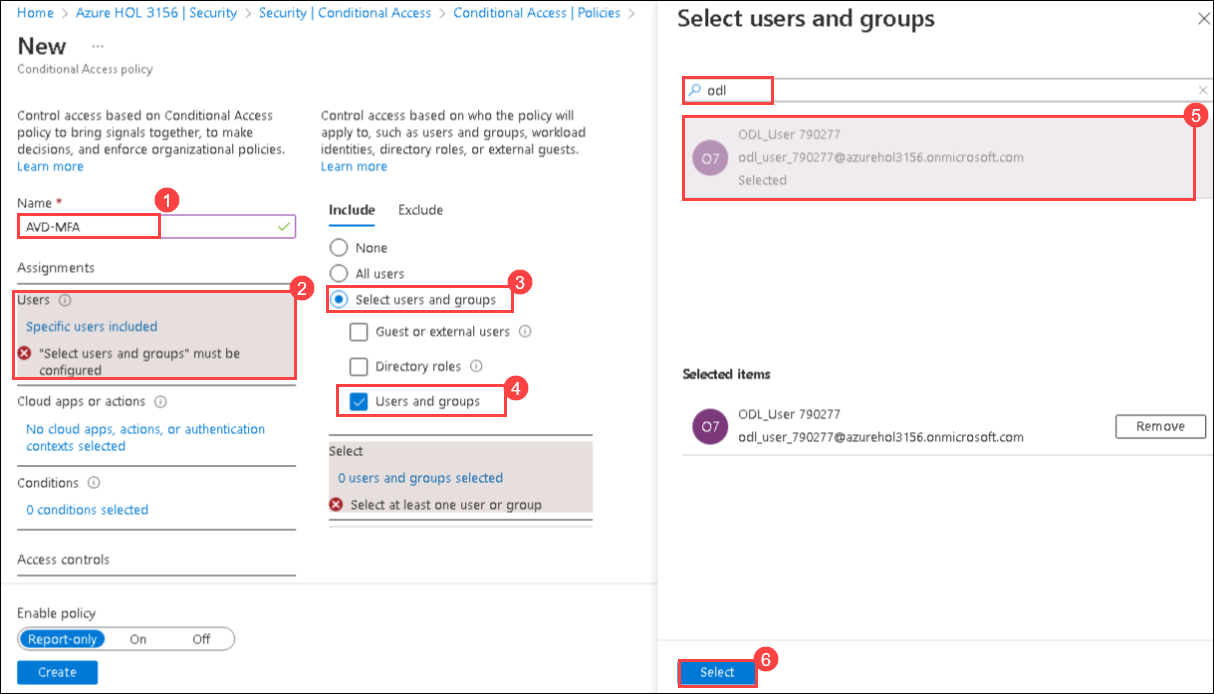 Home > Azure HOL 3156 | Security > Security | Conditional Access > Conditional Access | Policies >
New ...
Conditional Access policy
Control access based on Conditional Access
policy to bring signals together, to make
decisions, and enforce organizational policies.
Learn more
Name *
1
AVD-MFA
Assignments
2
Users
Specific users included
"Select users and groups" must be
configured
Cloud apps or actions
No cloud apps, actions, or authentication
contexts selected
Conditions
0 conditions selected
Access controls
Enable policy
Report-only On Off
Create
Control access based on who the policy will
apply to, such as users and groups, workload
identities, directory roles, or external guests.
Learn more
Include Exclude
None
All users
3
Select users and groups
Guest or external users
Directory roles
4
Users and groups
Select
0 users and groups selected
Select at least one user or group
Select users and groups
odl
5
O7
ODL_User 790277
odl_user_790277@azurehol3156.onmicrosoft.com
Selected
Selected items
O7
ODL_User 790277
odl_user_790277@azurehol3156.onmicrosoft.com
Remove
6
Select